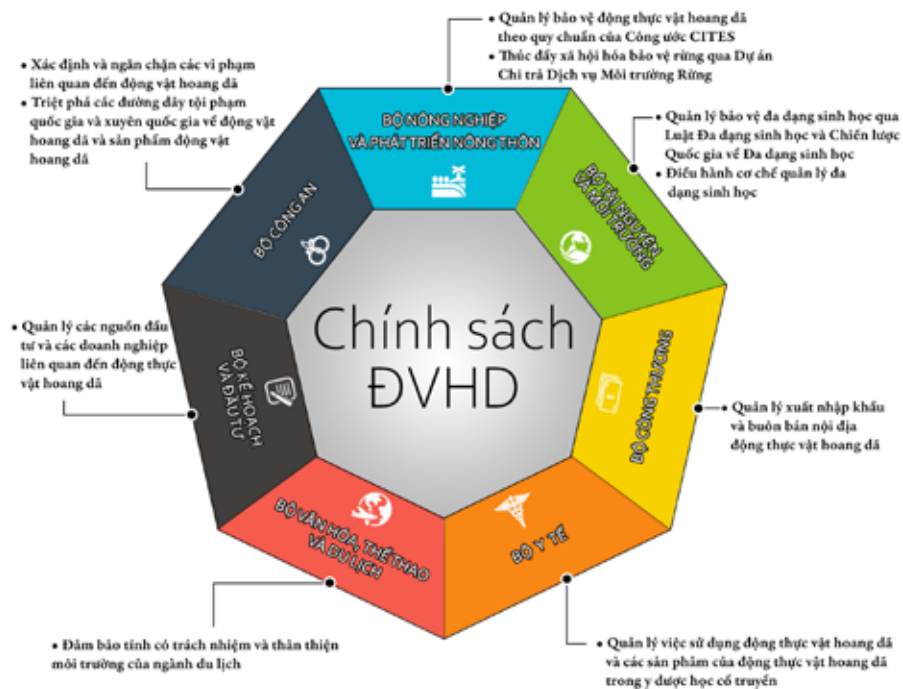 • Quản lý bảo vệ động thực vật hoang dã
theo quy chuẩn của Công ước CITES
• Thúc đẩy xã hội hóa bảo vệ rừng qua Dự án
Chi trả Dịch vụ Môi trường Rừng
• Xác định và ngăn chặn các vi phạm
liên quan đến động vật hoang dã
• Triệt phá các đường dây tội phạm
quốc gia và xuyên quốc gia về động vật
hoang dã và sản phẩm động vật
hoang dã
BỘ NÔNG NGHIỆP
VÀ PHÁT TRIỂN NÔNG THÔN
• Quản lý bảo vệ đa dạng sinh học qua
Luật Đa dạng sinh học và Chiến lược
Quốc gia về Đa dạng sinh học
• Điều hành cơ chế quản lý đa
dạng sinh học
BỘ TÀI NGUYÊN
VÀ MÔI TRƯỜNG
BỘ CÔNG AN
Chính sách
ĐVHD
• Quản lý các nguồn đầu
tư và các doanh nghiệp
liên quan đến động thực
vật hoang dã
BỘ KẾ HOẠCH
VÀ ĐẦU TƯ
BỘ CÔNG THƯƠNG
• Quản lý xuất nhập khẩu
và buôn bán nội địa
động thực vật hoang dã
BỘ VĂN HÓA, THỂ THAO
VÀ DU LỊCH
BỘ Y TẾ
• Đảm bảo tính có trách nhiệm và thân thiện
môi trường của ngành du lịch
• Quản lý việc sử dụng động thực vật hoang dã
và các sản phẩm của động thực vật hoang dã
trong y dược học cổ truyền